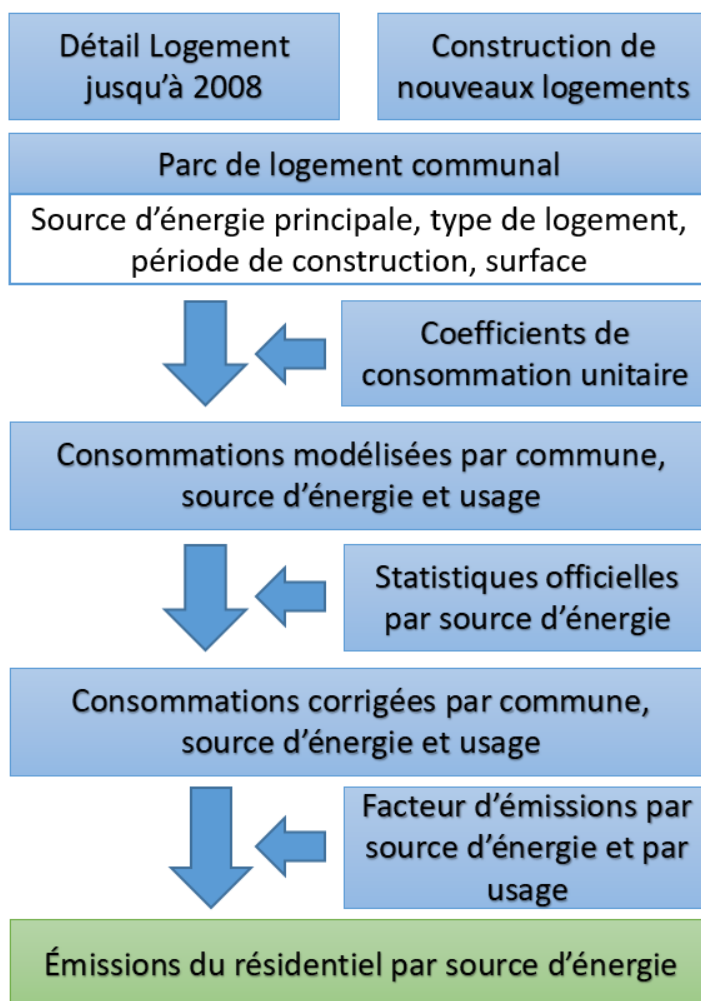 Détail Logement
jusqu'à 2008
Construction de
nouveaux logements
Parc de logement communal
Source d'énergie principale, type de logement,
période de construction, surface
Coefficients de
consommation unitaire
Consommations modélisées par commune,
source d'énergie et usage
Statistiques officielles
par source d'énergie
Consommations corrigées par commune,
source d'énergie et usage
Facteur d'émissions par
source d'énergie et par
usage
Émissions du résidentiel par source d'énergie